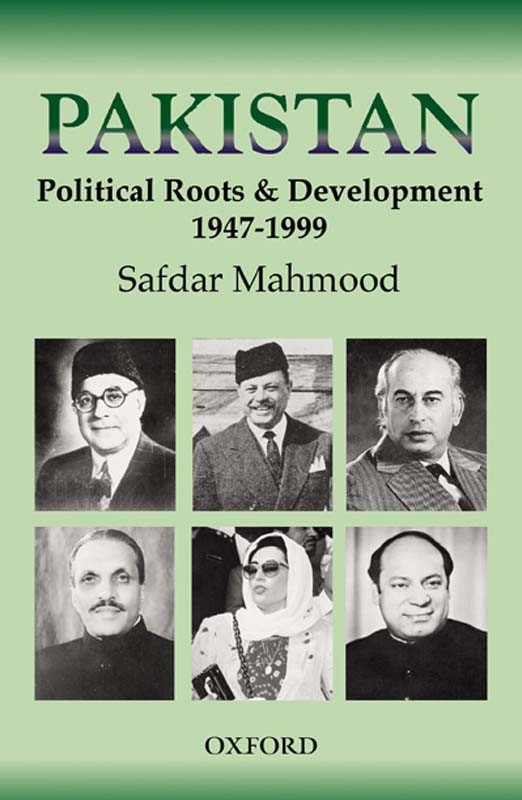 PAKISTAN
Political Roots & Development
1947-1999
Safdar Mahmood
OXFORD